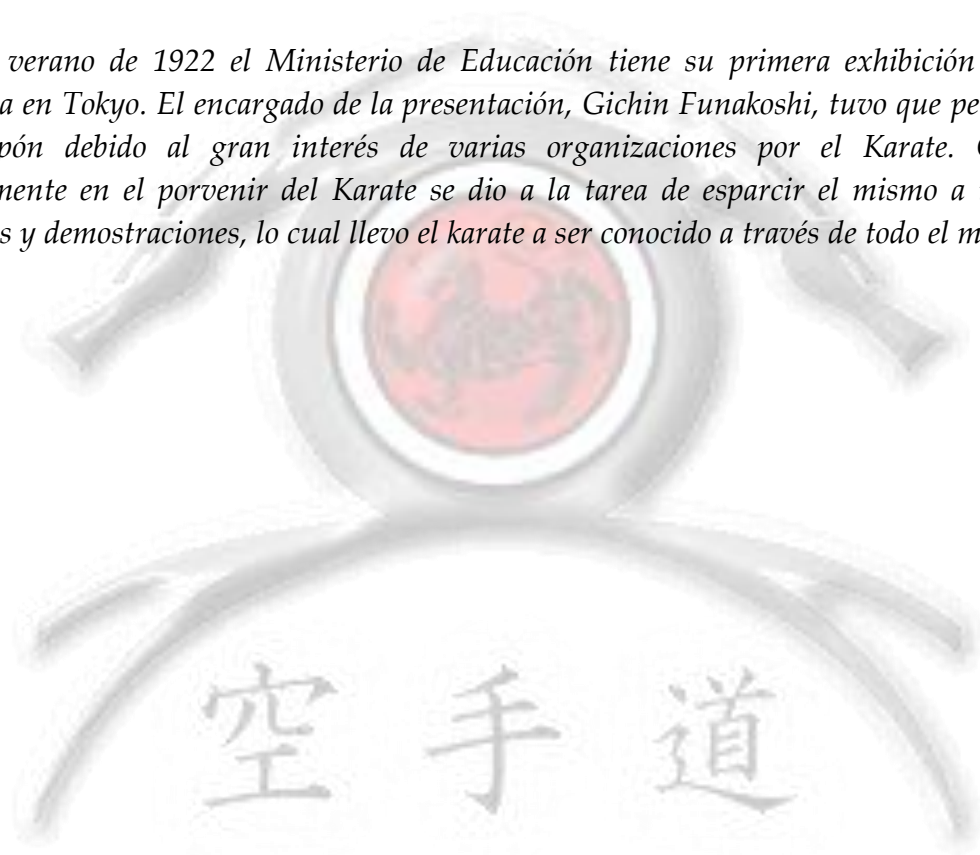 verano de 1922 el Ministerio de Educación tiene su primera exhibición
a en Tokyo. El encargado de la presentación, Gichin Funakoshi, tuvo que pe
pón debido al gran interés de varias organizaciones por el Karate.
mente en el porvenir del Karate se dio a la tarea de esparcir el mismo a
s y demostraciones, lo cual llevo el karate a ser conocido a través de todo el m
空手道